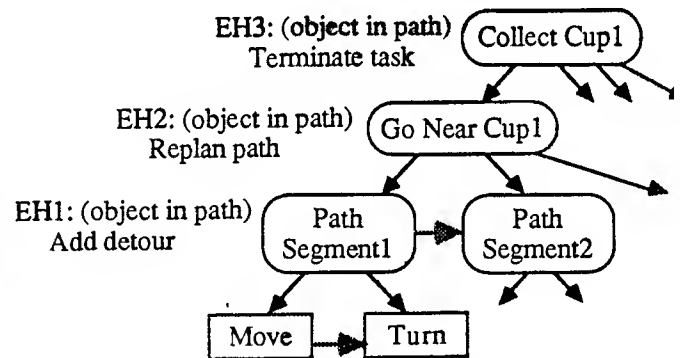 EH3: (object in path)
Terminate task
Collect Cup1
EH2: (object in path)
Replan path
Go Near Cup1
EH1: (object in path)
Add detour
Path
Segment1
Path
Segment2
Move
Turn